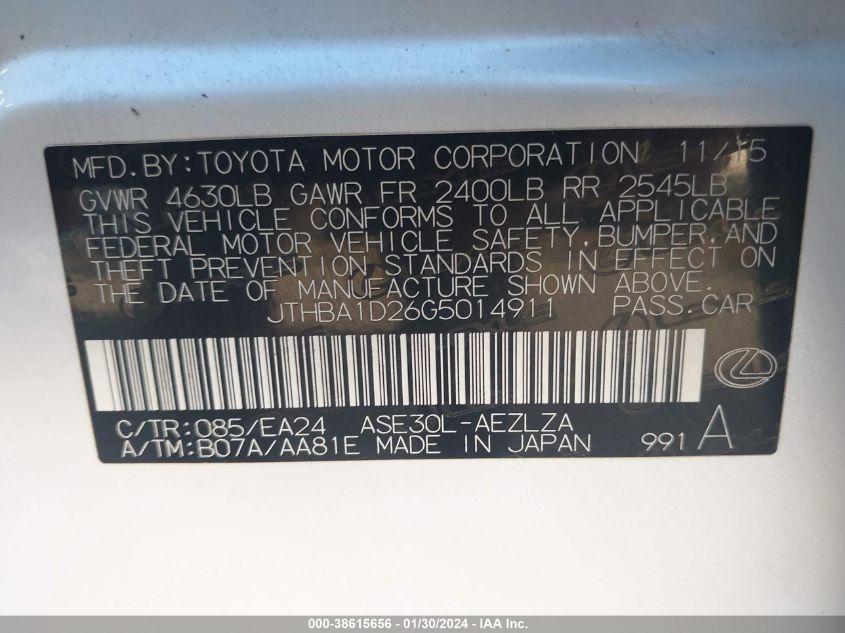 MFD.BY:TOYOTA MOTOR CORPORATION 11/15
GVWR 4630LB GAWR FR 2400LB RR 2545LB
THIS VEHICLE CONFORMS TO ALL APPLICABLE
FEDERAL MOTOR VEHICLE SAFETY,BUMPER,AND
THEFT PREVENTION STANDARDS IN EFFECT ON
THE DATE OF MANUFACTURE SHOWN ABOVE.
JTHBA1D26G5014911 PASS.CAR
C/TR:085/EA24 ASE30L-AEZLZA
A/TM:B07A/AA81E MADE IN JAPAN 991 A
000-38615656 - 01/30/2024 - IAA Inc.